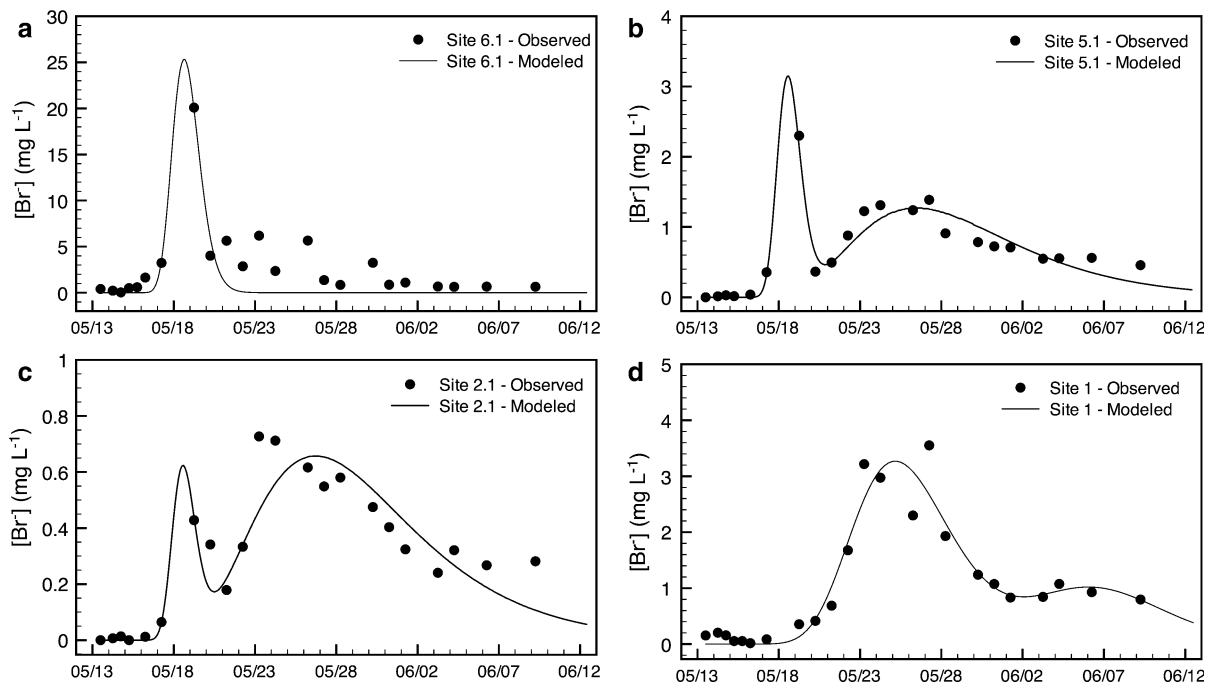 a
30
25
20
15
10
5
0
[Br-] (mg L-1)
Site 6.1 - Observed
Site 6.1 - Modeled
05/13 05/18 05/23 05/28 06/02 06/07 06/12
b
4
3
2
1
0
[Br-] (mg L-1)
Site 5.1 - Observed
Site 5.1 - Modeled
05/13 05/18 05/23 05/28 06/02 06/07 06/12
c
1
0.8
0.6
0.4
0.2
0
[Br-] (mg L-1)
Site 2.1 - Observed
Site 2.1 - Modeled
05/13 05/18 05/23 05/28 06/02 06/07 06/12
d
5
4
3
2
1
0
[Br-] (mg L-1)
Site 1 - Observed
Site 1 - Modeled
05/13 05/18 05/23 05/28 06/02 06/07 06/12